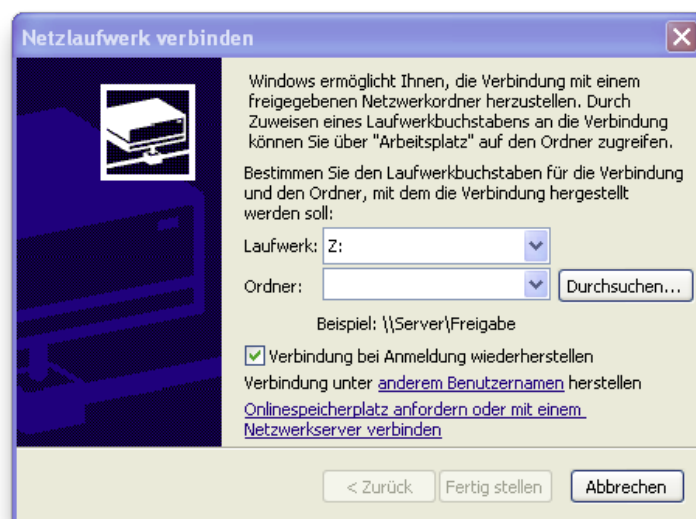 Netzlaufwerk verbinden
Windows ermöglicht Ihnen, die Verbindung mit einem
freigegebenen Netzwerkordner herzustellen. Durch
Zuweisen eines Laufwerkbuchstabens an die Verbindung
können Sie über "Arbeitsplatz" auf den Ordner zugreifen.
Bestimmen Sie den Laufwerkbuchstaben für die Verbindung
und den Ordner, mit dem die Verbindung hergestellt
werden soll:
Laufwerk: Z:
Ordner: Durchsuchen...
Beispiel: \\Server\Freigabe
Verbindung bei Anmeldung wiederherstellen
Verbindung unter anderem Benutzernamen herstellen
Onlinespeicherplatz anfordern oder mit einem
Netzwerkserver verbinden
< Zurück Fertig stellen Abbrechen